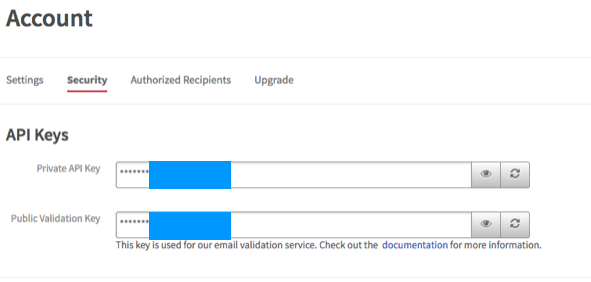 Account
Settings Security Authorized Recipients Upgrade
API Keys
Private API Key *******
Public Validation Key *******
This key is used for our email validation service. Check out the documentation for more information.